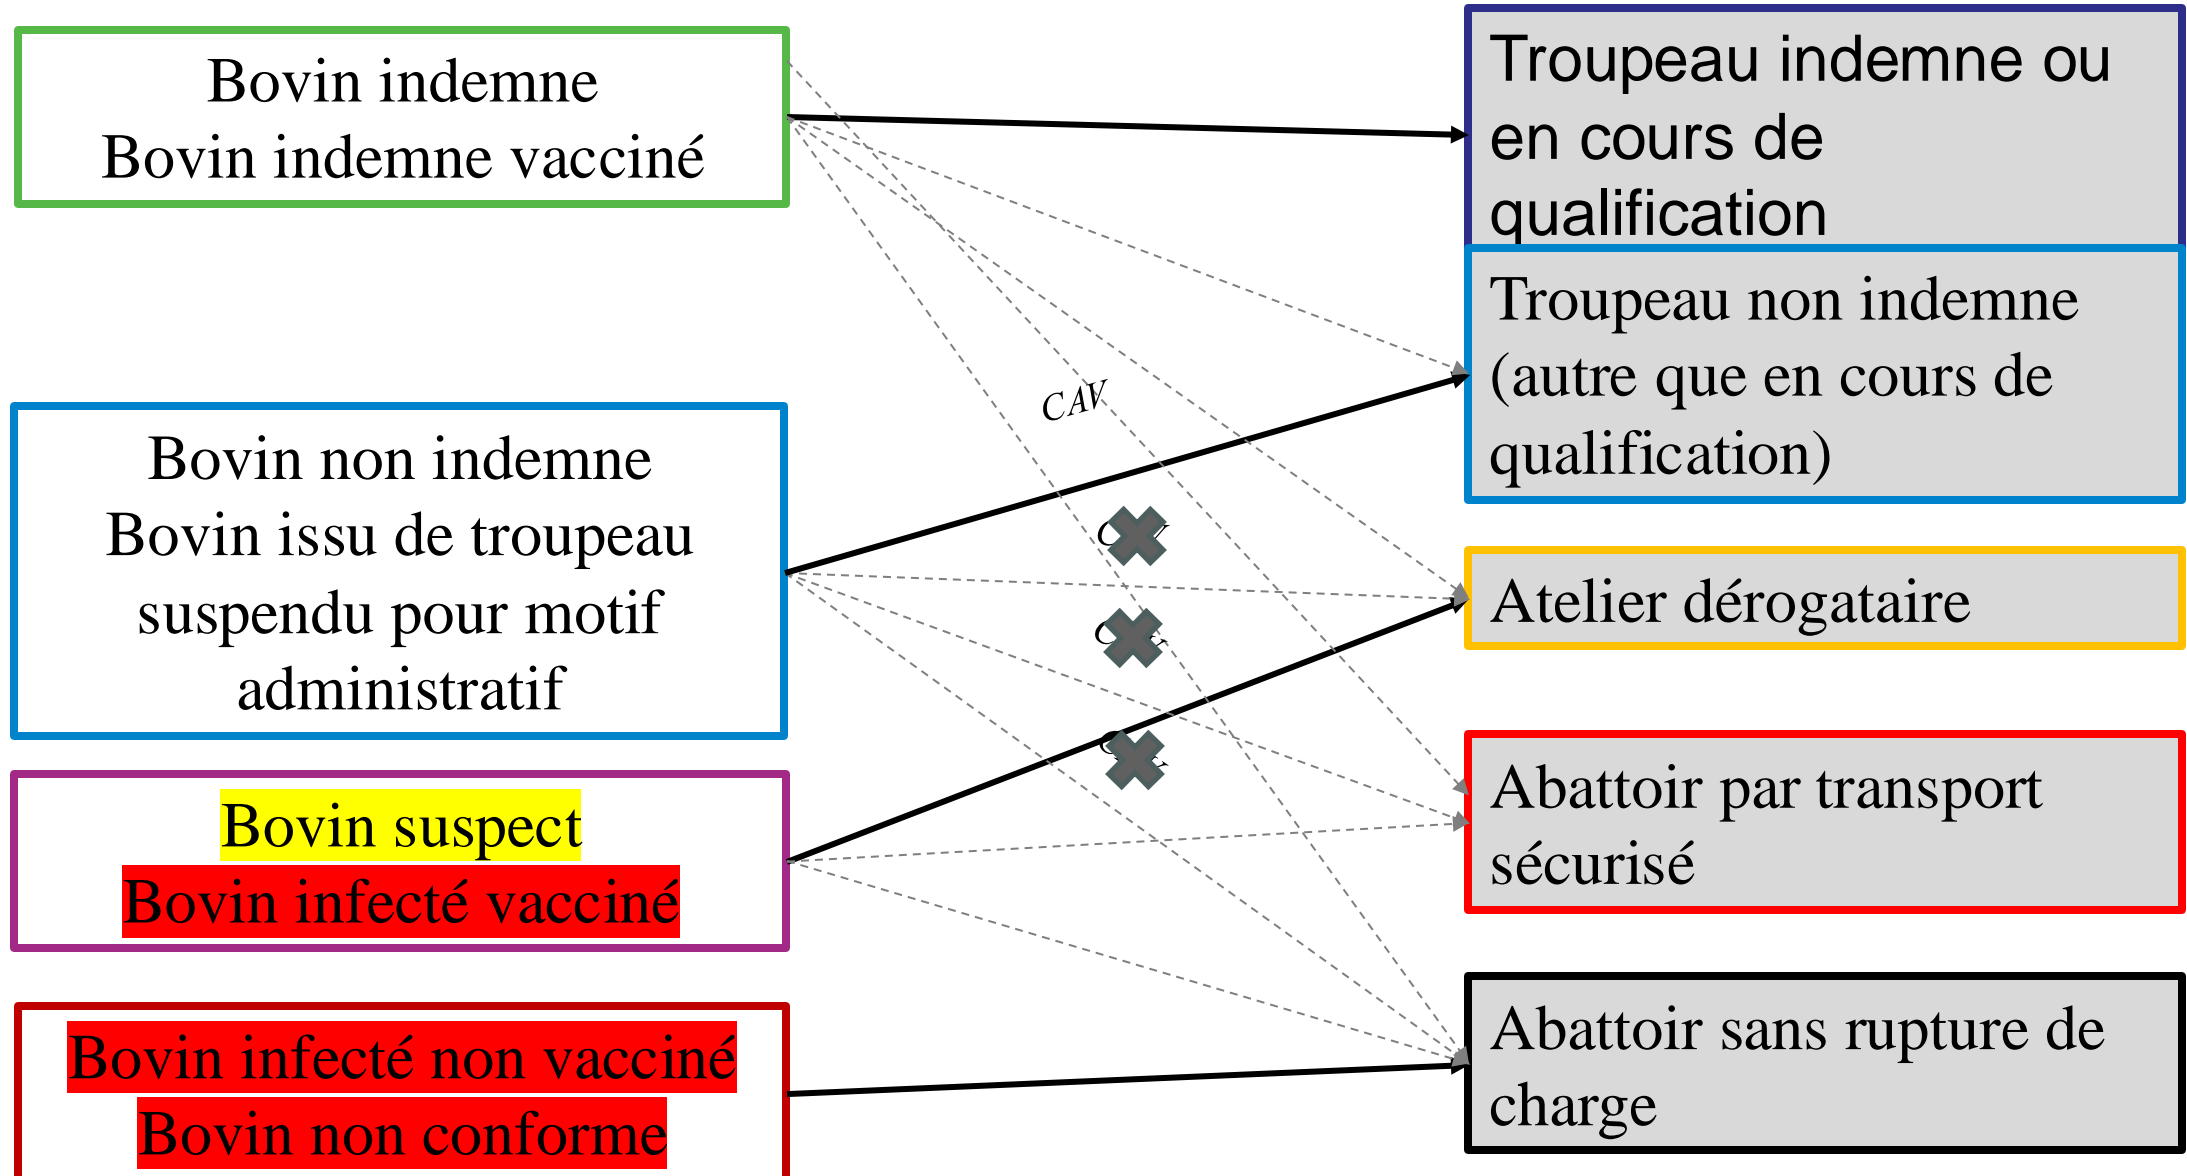 Bovin indemne
Bovin indemne vacciné
Bovin non indemne
Bovin issu de troupeau
suspendu pour motif
administratif
Bovin suspect
Bovin infecté vacciné
Bovin infecté non vacciné
Bovin non conforme
CAV
Troupeau indemne ou
en cours de
qualification
Troupeau non indemne
(autre que en cours de
qualification)
Atelier dérogataire
Abattoir par transport
sécurisé
Abattoir sans rupture de
charge